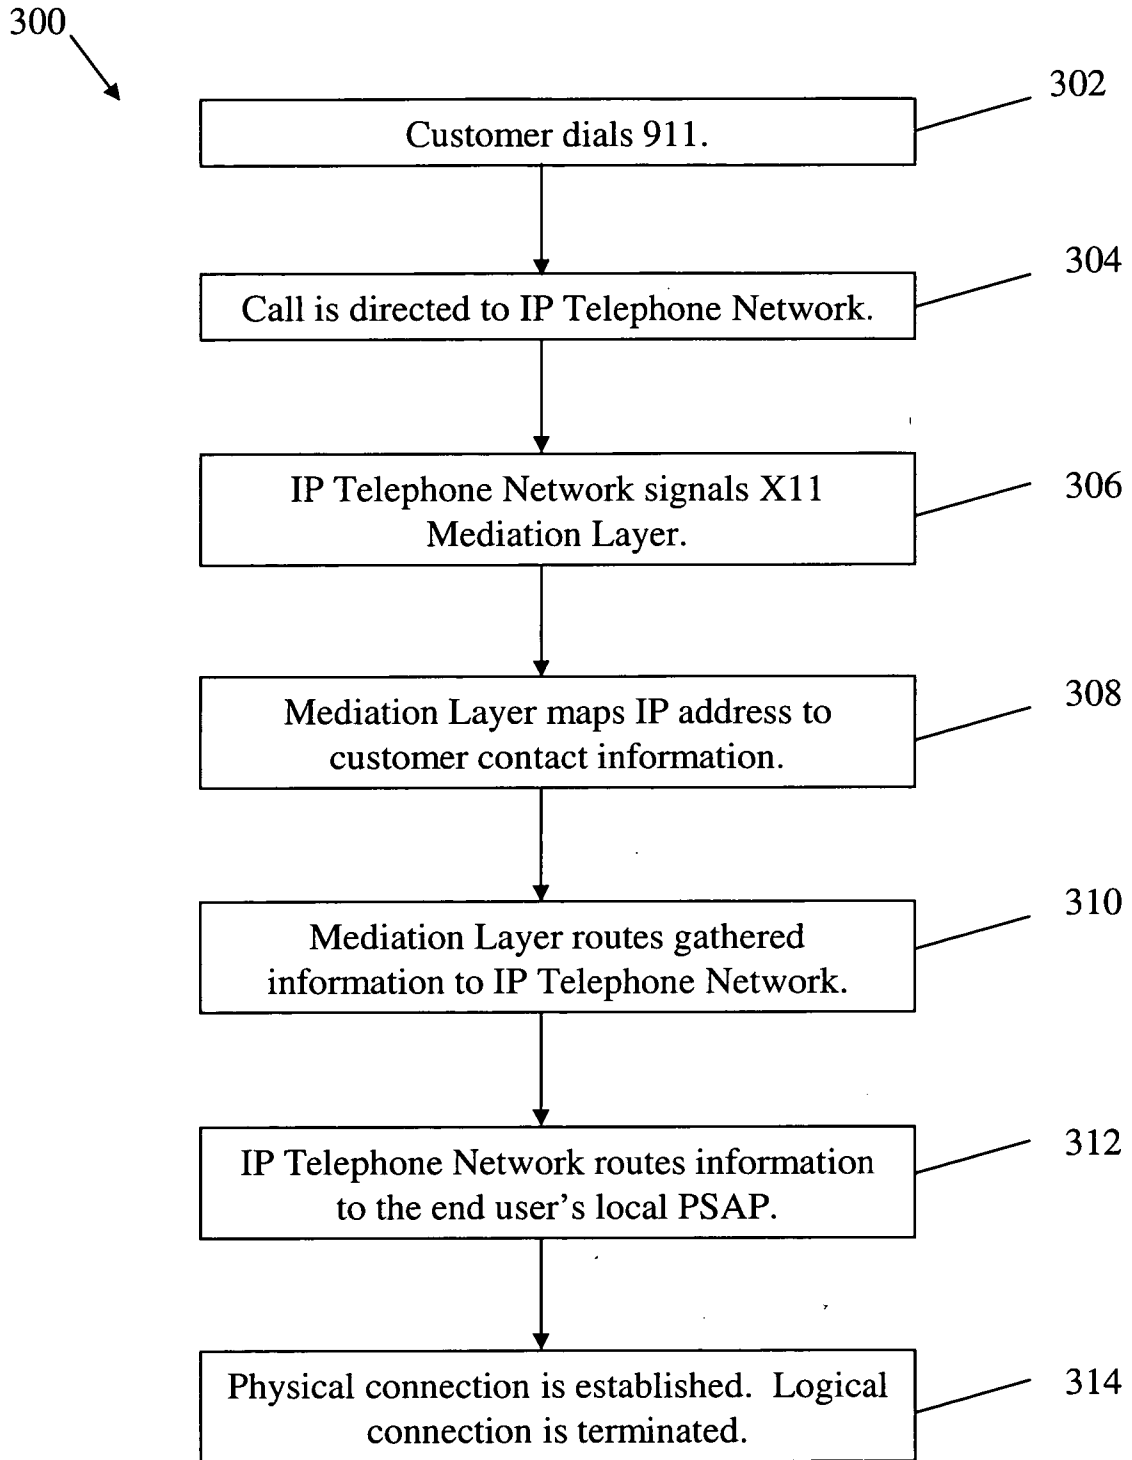 300
302
Customer dials 911.
304
Call is directed to IP Telephone Network.
306
IP Telephone Network signals X11
Mediation Layer.
308
Mediation Layer maps IP address to
customer contact information.
310
Mediation Layer routes gathered
information to IP Telephone Network.
312
IP Telephone Network routes information
to the end user's local PSAP.
314
Physical connection is established.  Logical
connection is terminated.